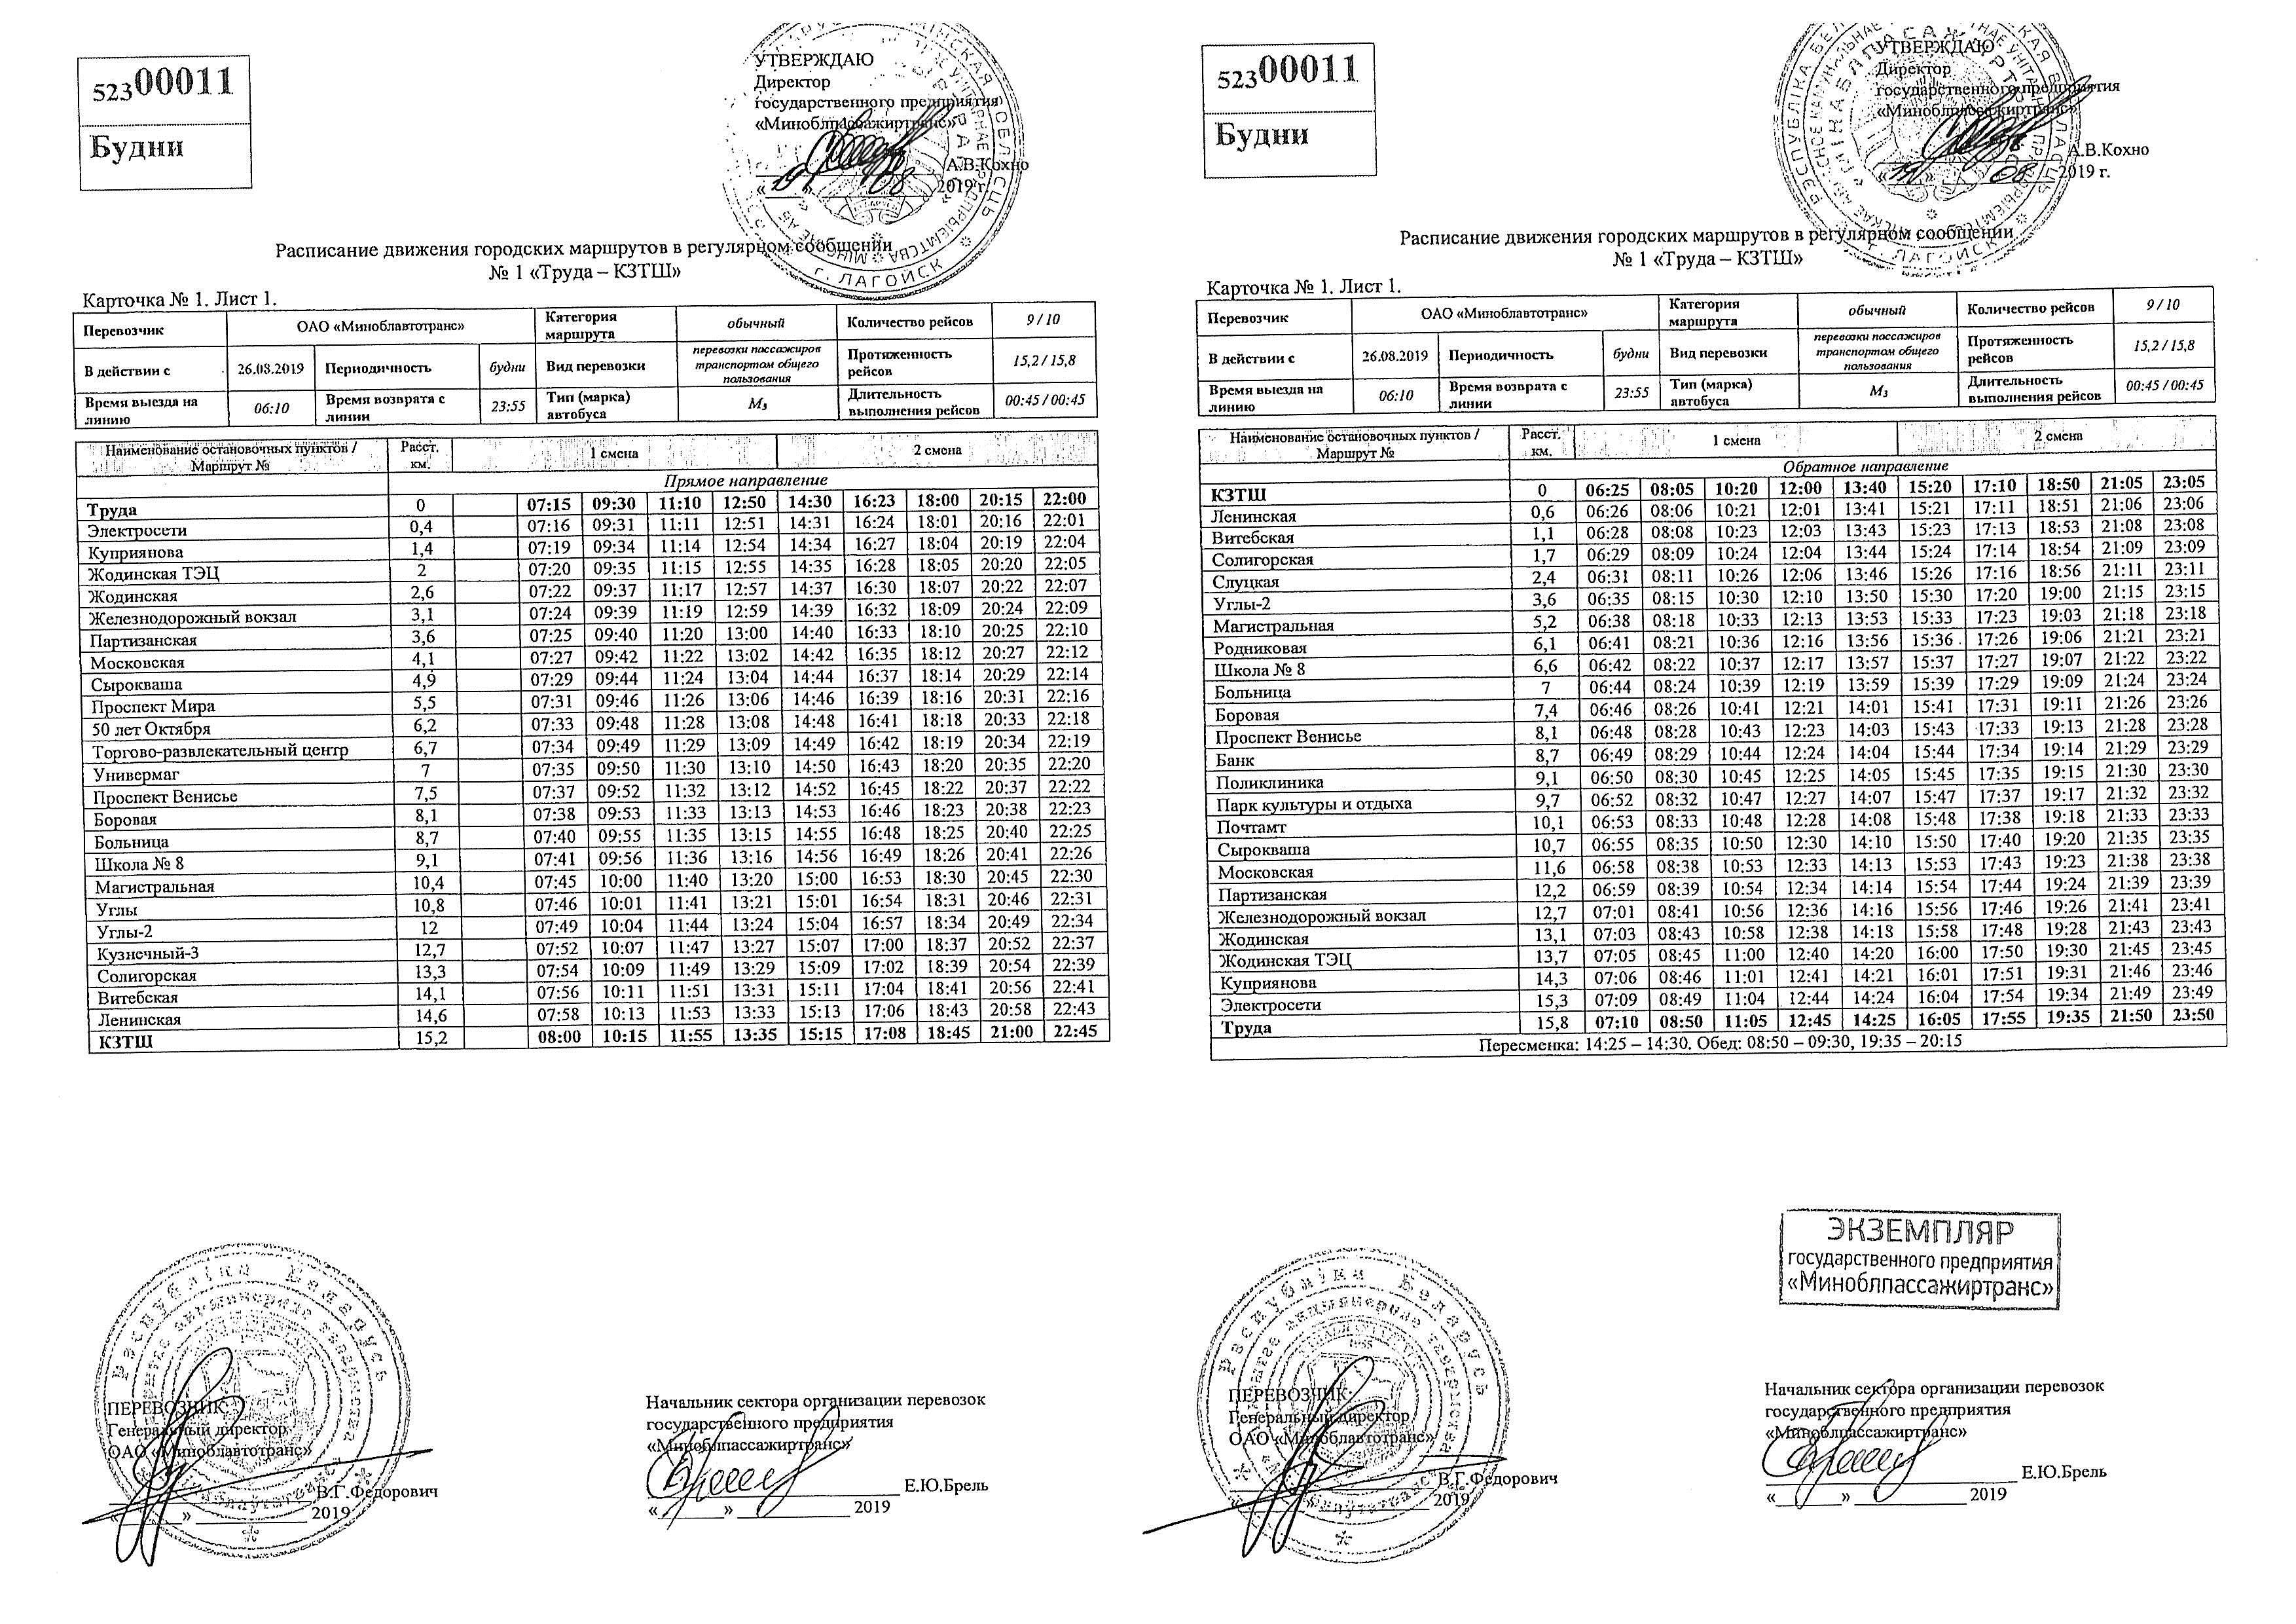 52300011
Будни
УТВЕРЖДАЮ
Директор
государственного предприятия
«Миноблпассажиртранс»
А.В.Кохно
2019 г.
Расписание движения городских маршрутов в регулярном сообщении
№ 1 «Труда – КЗТШ»
Карточка № 1. Лист 1.
Перевозчик ОАО «Миноблавтотранс» Категория маршрута обычный Количество рейсов 9 / 10
В действии с 26.08.2019 Периодичность будни Вид перевозки перевозки пассажиров транспортом общего пользования Протяженность рейсов 15,2 / 15,8
Время выезда на линию 06:10 Время возврата с линии 23:55 Тип (марка) автобуса М₃ Длительность выполнения рейсов 00:45 / 00:45
Наименование остановочных пунктов / Маршрут № Расст. км. 1 смена 2 смена
Прямое направление
Труда 0 07:15 09:30 11:10 12:50 14:30 16:23 18:00 20:15 22:00
Электросети 0,4 07:16 09:31 11:11 12:51 14:31 16:24 18:01 20:16 22:01
Куприянова 1,4 07:19 09:34 11:14 12:54 14:34 16:27 18:04 20:19 22:04
Жодинская ТЭЦ 2 07:20 09:35 11:15 12:55 14:35 16:28 18:05 20:20 22:05
Жодинская 2,6 07:22 09:37 11:17 12:57 14:37 16:30 18:07 20:22 22:07
Железнодорожный вокзал 3,1 07:24 09:39 11:19 12:59 14:39 16:32 18:09 20:24 22:09
Партизанская 3,6 07:25 09:40 11:20 13:00 14:40 16:33 18:10 20:25 22:10
Московская 4,1 07:27 09:42 11:22 13:02 14:42 16:35 18:12 20:27 22:12
Сырокваша 4,9 07:29 09:44 11:24 13:04 14:44 16:37 18:14 20:29 22:14
Проспект Мира 5,5 07:31 09:46 11:26 13:06 14:46 16:39 18:16 20:31 22:16
50 лет Октября 6,2 07:33 09:48 11:28 13:08 14:48 16:41 18:18 20:33 22:18
Торгово-развлекательный центр 6,7 07:34 09:49 11:29 13:09 14:49 16:42 18:19 20:34 22:19
Универмаг 7 07:35 09:50 11:30 13:10 14:50 16:43 18:20 20:35 22:20
Проспект Венисье 7,5 07:37 09:52 11:32 13:12 14:52 16:45 18:22 20:37 22:22
Боровая 8,1 07:38 09:53 11:33 13:13 14:53 16:46 18:23 20:38 22:23
Больница 8,7 07:40 09:55 11:35 13:15 14:55 16:48 18:25 20:40 22:25
Школа № 8 9,1 07:41 09:56 11:36 13:16 14:56 16:49 18:26 20:41 22:26
Магистральная 10,4 07:45 10:00 11:40 13:20 15:00 16:53 18:30 20:45 22:30
Углы 10,8 07:46 10:01 11:41 13:21 15:01 16:54 18:31 20:46 22:31
Углы-2 12 07:49 10:04 11:44 13:24 15:04 16:57 18:34 20:49 22:34
Кузнечный-3 12,7 07:52 10:07 11:47 13:27 15:07 17:00 18:37 20:52 22:37
Солигорская 13,3 07:54 10:09 11:49 13:29 15:09 17:02 18:39 20:54 22:39
Витебская 14,1 07:56 10:11 11:51 13:31 15:11 17:04 18:41 20:56 22:41
Ленинская 14,6 07:58 10:13 11:53 13:33 15:13 17:06 18:43 20:58 22:43
КЗТШ 15,2 08:00 10:15 11:55 13:35 15:15 17:08 18:45 21:00 22:45
ПЕРЕВОЗЧИК:
Генеральный директор
ОАО «Миноблавтотранс»
В.Г.Федорович
« » 2019
Начальник сектора организации перевозок
государственного предприятия
«Миноблпассажиртранс»
Е.Ю.Брель
« » 2019
52300011
Будни
УТВЕРЖДАЮ
Директор
государственного предприятия
«Миноблпассажиртранс»
А.В.Кохно
2019 г.
Расписание движения городских маршрутов в регулярном сообщении
№ 1 «Труда – КЗТШ»
Карточка № 1. Лист 1.
Перевозчик ОАО «Миноблавтотранс» Категория маршрута обычный Количество рейсов 9 / 10
В действии с 26.08.2019 Периодичность будни Вид перевозки перевозки пассажиров транспортом общего пользования Протяженность рейсов 15,2 / 15,8
Время выезда на линию 06:10 Время возврата с линии 23:55 Тип (марка) автобуса М₃ Длительность выполнения рейсов 00:45 / 00:45
Наименование остановочных пунктов / Маршрут № Расст. км. 1 смена 2 смена
Обратное направление
КЗТШ 0 06:25 08:05 10:20 12:00 13:40 15:20 17:10 18:50 21:05 23:05
Ленинская 0,6 06:26 08:06 10:21 12:01 13:41 15:21 17:11 18:51 21:06 23:06
Витебская 1,1 06:28 08:08 10:23 12:03 13:43 15:23 17:13 18:53 21:08 23:08
Солигорская 1,7 06:29 08:09 10:24 12:04 13:44 15:24 17:14 18:54 21:09 23:09
Слуцкая 2,4 06:31 08:11 10:26 12:06 13:46 15:26 17:16 18:56 21:11 23:11
Углы-2 3,6 06:35 08:15 10:30 12:10 13:50 15:30 17:20 19:00 21:15 23:15
Магистральная 5,2 06:38 08:18 10:33 12:13 13:53 15:33 17:23 19:03 21:18 23:18
Родниковая 6,1 06:41 08:21 10:36 12:16 13:56 15:36 17:26 19:06 21:21 23:21
Школа № 8 6,6 06:42 08:22 10:37 12:17 13:57 15:37 17:27 19:07 21:22 23:22
Больница 7 06:44 08:24 10:39 12:19 13:59 15:39 17:29 19:09 21:24 23:24
Боровая 7,4 06:46 08:26 10:41 12:21 14:01 15:41 17:31 19:11 21:26 23:26
Проспект Венисье 8,1 06:48 08:28 10:43 12:23 14:03 15:43 17:33 19:13 21:28 23:28
Банк 8,7 06:49 08:29 10:44 12:24 14:04 15:44 17:34 19:14 21:29 23:29
Поликлиника 9,1 06:50 08:30 10:45 12:25 14:05 15:45 17:35 19:15 21:30 23:30
Парк культуры и отдыха 9,7 06:52 08:32 10:47 12:27 14:07 15:47 17:37 19:17 21:32 23:32
Почтамт 10,1 06:53 08:33 10:48 12:28 14:08 15:48 17:38 19:18 21:33 23:33
Сырокваша 10,7 06:55 08:35 10:50 12:30 14:10 15:50 17:40 19:20 21:35 23:35
Московская 11,6 06:58 08:38 10:53 12:33 14:13 15:53 17:43 19:23 21:38 23:38
Партизанская 12,2 06:59 08:39 10:54 12:34 14:14 15:54 17:44 19:24 21:39 23:39
Железнодорожный вокзал 12,7 07:01 08:41 10:56 12:36 14:16 15:56 17:46 19:26 21:41 23:41
Жодинская 13,1 07:03 08:43 10:58 12:38 14:18 15:58 17:48 19:28 21:43 23:43
Жодинская ТЭЦ 13,7 07:05 08:45 11:00 12:40 14:20 16:00 17:50 19:30 21:45 23:45
Куприянова 14,3 07:06 08:46 11:01 12:41 14:21 16:01 17:51 19:31 21:46 23:46
Электросети 15,3 07:09 08:49 11:04 12:44 14:24 16:04 17:54 19:34 21:49 23:49
Труда 15,8 07:10 08:50 11:05 12:45 14:25 16:05 17:55 19:35 21:50 23:50
Пересменка: 14:25 – 14:30. Обед: 08:50 – 09:30, 19:35 – 20:15
ЭКЗЕМПЛЯР
государственного предприятия
«Миноблпассажиртранс»
ПЕРЕВОЗЧИК:
Генеральный директор
ОАО «Миноблавтотранс»
В.Г.Федорович
2019
Начальник сектора организации перевозок
государственного предприятия
«Миноблпассажиртранс»
Е.Ю.Брель
« » 2019